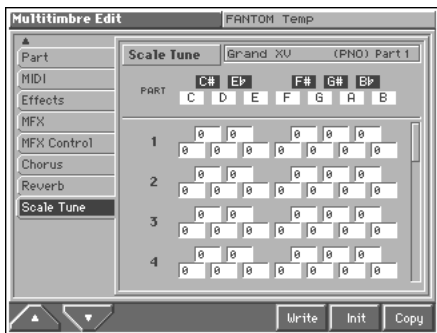 Multitimbre Edit FANTOM Temp
Part
MIDI
Effects
MFX
MFX Control
Chorus
Reverb
Scale Tune
Scale Tune Grand XV (PNO) Part 1
C# E♭ F# G# B♭
PART C D E F G A B
0 0 0 0 0
1 0 0 0 0 0 0 0
0 0 0 0 0
2 0 0 0 0 0 0 0
0 0 0 0 0
3 0 0 0 0 0 0 0
0 0 0 0 0
4 0 0 0 0 0 0 0
Write Init Copy